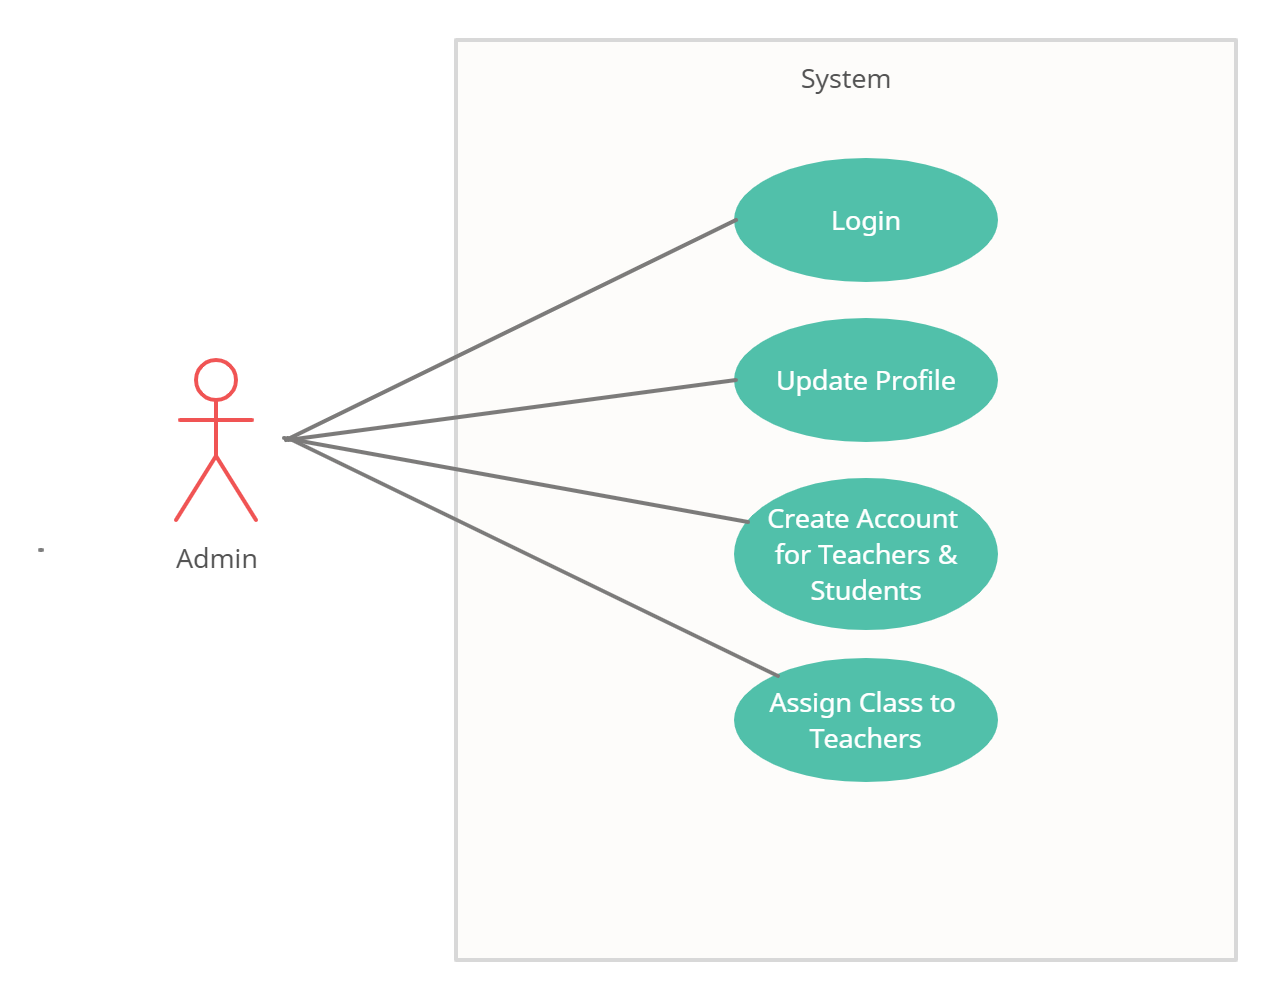 System
Login
Update Profile
Create Account
for Teachers &
Students
Admin
Assign Class to
Teachers